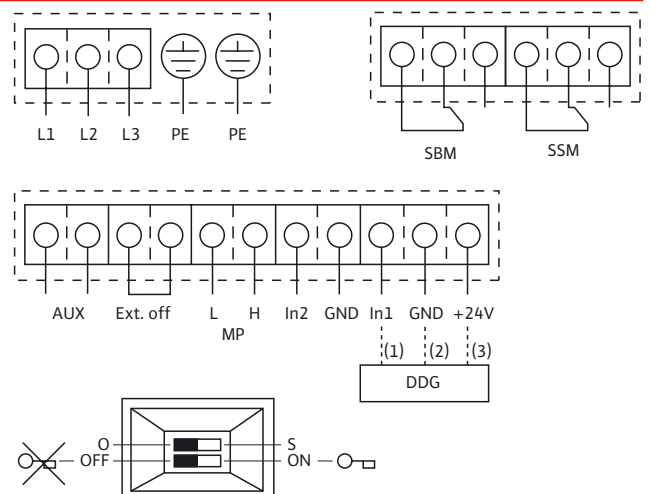 L1 L2 L3 PE PE
SBM SSM
AUX Ext. off L H In2 GND In1 GND +24V
MP
(1) (2) (3)
DDG
O S
OFF ON